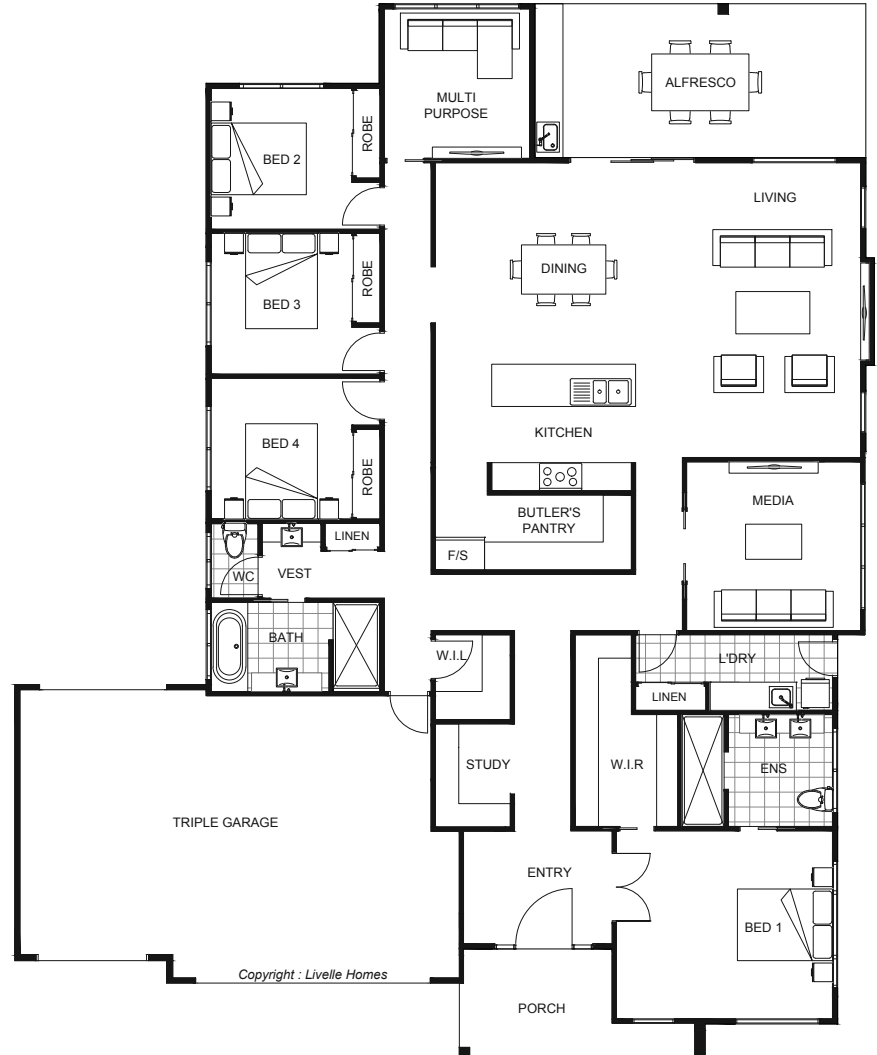 MULTI
PURPOSE
ALFRESCO
BED 2
ROBE
LIVING
DINING
BED 3
ROBE
KITCHEN
BED 4
ROBE
MEDIA
BUTLER'S
PANTRY
LINEN
F/S
WC
VEST
BATH
W.I.L
L'DRY
LINEN
STUDY
W.I.R
ENS
TRIPLE GARAGE
ENTRY
BED 1
Copyright : Livelle Homes
PORCH